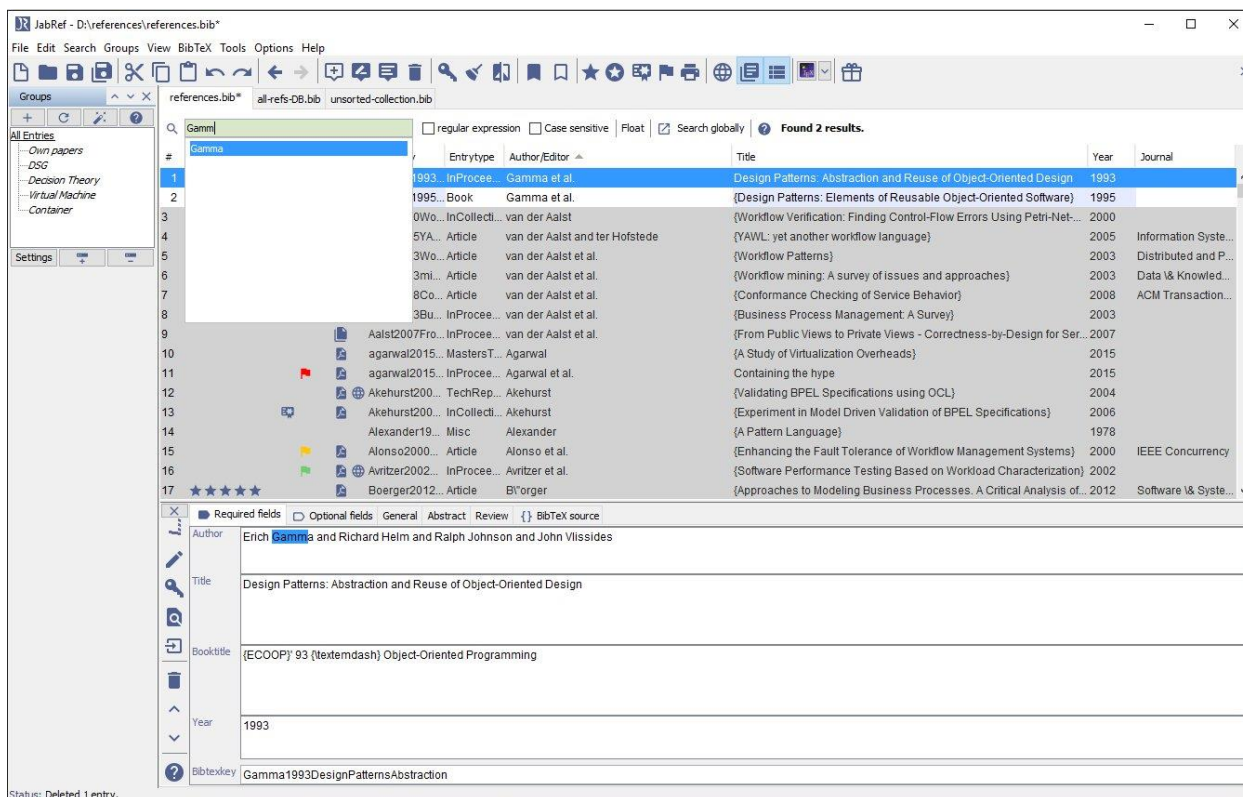 JabRef - D:\references\references.bib*
File Edit Search Groups View BibTeX Tools Options Help
Groups
references.bib* all-refs-DB.bib unsorted-collection.bib
All Entries
Own papers
DSG
Decision Theory
Virtual Machine
Container
Settings
Gamm regular expression Case sensitive Float Search globally Found 2 results.
Gamma
# Entrytype Author/Editor Title Year Journal
1 1993... InProcee... Gamma et al. Design Patterns: Abstraction and Reuse of Object-Oriented Design 1993
2 1995... Book Gamma et al. {Design Patterns: Elements of Reusable Object-Oriented Software} 1995
3 0Wo... InCollecti... van der Aalst {Workflow Verification: Finding Control-Flow Errors Using Petri-Net-... 2000
4 5YA... Article van der Aalst and ter Hofstede {YAWL: yet another workflow language} 2005 Information Syste...
5 3Wo... Article van der Aalst et al. {Workflow Patterns} 2003 Distributed and P...
6 3mi... Article van der Aalst et al. {Workflow mining: A survey of issues and approaches} 2003 Data \& Knowled...
7 8Co... Article van der Aalst et al. {Conformance Checking of Service Behavior} 2008 ACM Transaction...
8 3Bu... InProcee... van der Aalst et al. {Business Process Management: A Survey} 2003
9 Aalst2007Fro... InProcee... van der Aalst et al. {From Public Views to Private Views - Correctness-by-Design for Ser... 2007
10 agarwal2015... MastersT... Agarwal {A Study of Virtualization Overheads} 2015
11 agarwal2015... InProcee... Agarwal et al. Containing the hype 2015
12 Akehurst200... TechRep... Akehurst {Validating BPEL Specifications using OCL} 2004
13 Akehurst200... InCollecti... Akehurst {Experiment in Model Driven Validation of BPEL Specifications} 2006
14 Alexander19... Misc Alexander {A Pattern Language} 1978
15 Alonso2000... Article Alonso et al. {Enhancing the Fault Tolerance of Workflow Management Systems} 2000 IEEE Concurrency
16 Avritzer2002... InProcee... Avritzer et al. {Software Performance Testing Based on Workload Characterization} 2002
17 Boerger2012... Article B\"orger {Approaches to Modeling Business Processes. A Critical Analysis of... 2012 Software \& Syste...
Required fields Optional fields General Abstract Review {} BibTeX source
Author Erich Gamma and Richard Helm and Ralph Johnson and John Vlissides
Title Design Patterns: Abstraction and Reuse of Object-Oriented Design
Booktitle {ECOOP}' 93 {\textemdash} Object-Oriented Programming
Year 1993
Bibtexkey Gamma1993DesignPatternsAbstraction
Status: Deleted 1 entry.